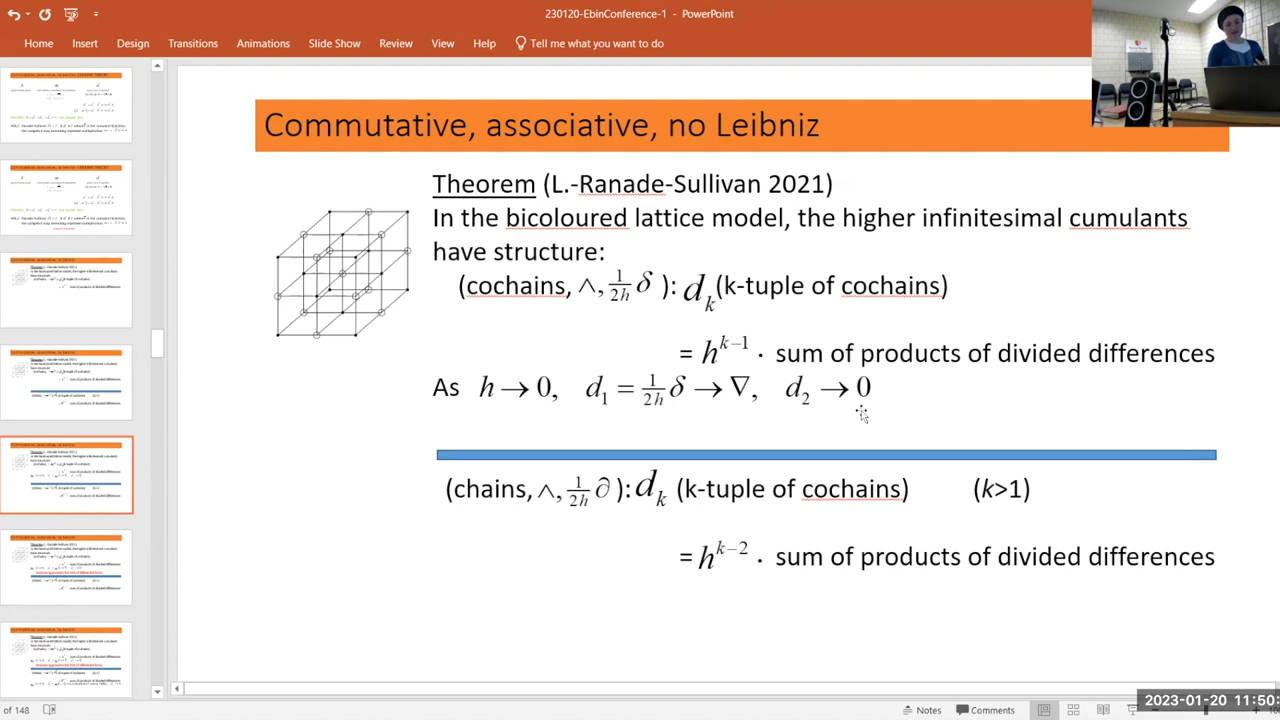 230120-EbinConference-1 - PowerPoint
Home Insert Design Transitions Animations Slide Show Review View Help Tell me what you want to do
Commutative, associative, no Leibniz
Theorem (L.-Ranade-Sullivan 2021)
In the bicoloured lattice model, the higher infinitesimal cumulants
have structure:
(cochains, ∧, 1/2h δ ): d_k (k-tuple of cochains)
= h^{k−1} · sum of products of divided differences
As h → 0, d_1 = 1/2h δ → ∇, d_2 → 0
(chains, ∧, 1/2h ∂ ): d_k (k-tuple of cochains) (k>1)
= h^{k−2} · sum of products of divided differences
2023-01-20 11:50:
of 148 Notes Comments